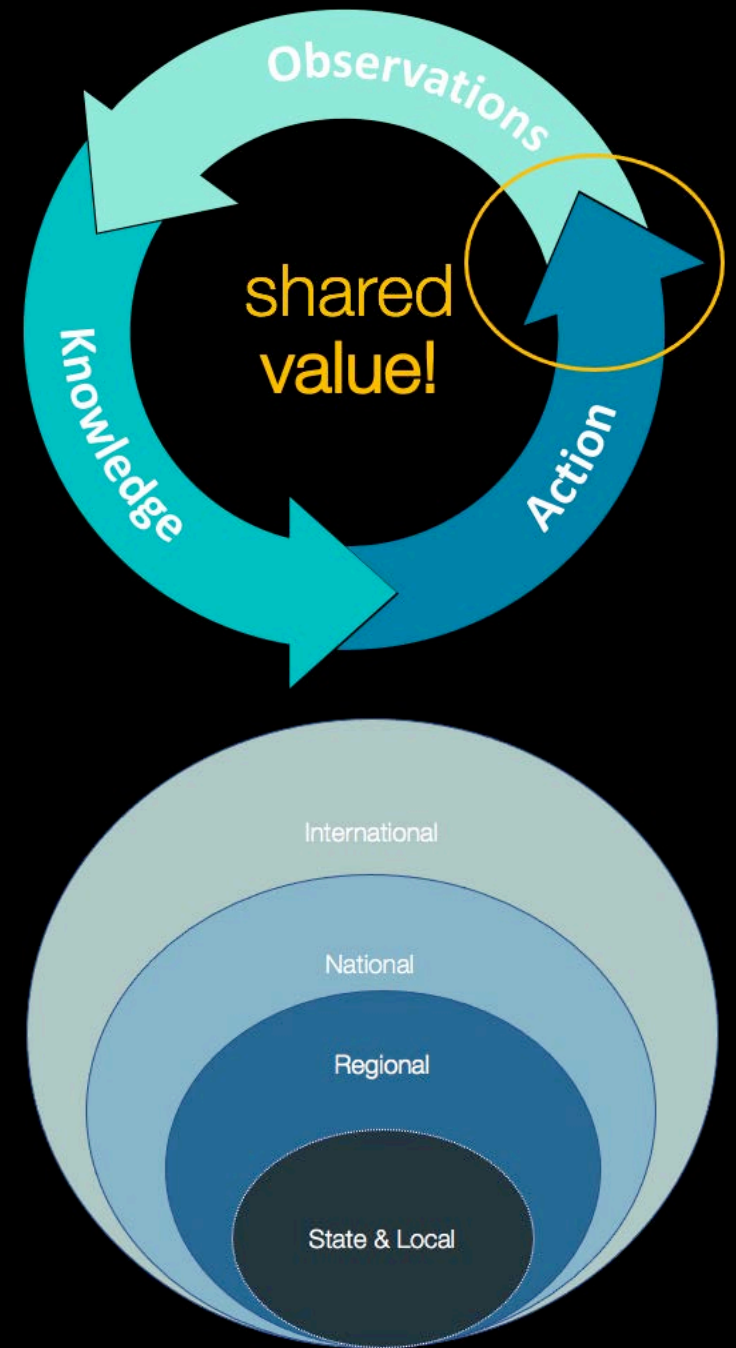 Observations
shared
value!
Knowledge
Action
International
National
Regional
State & Local